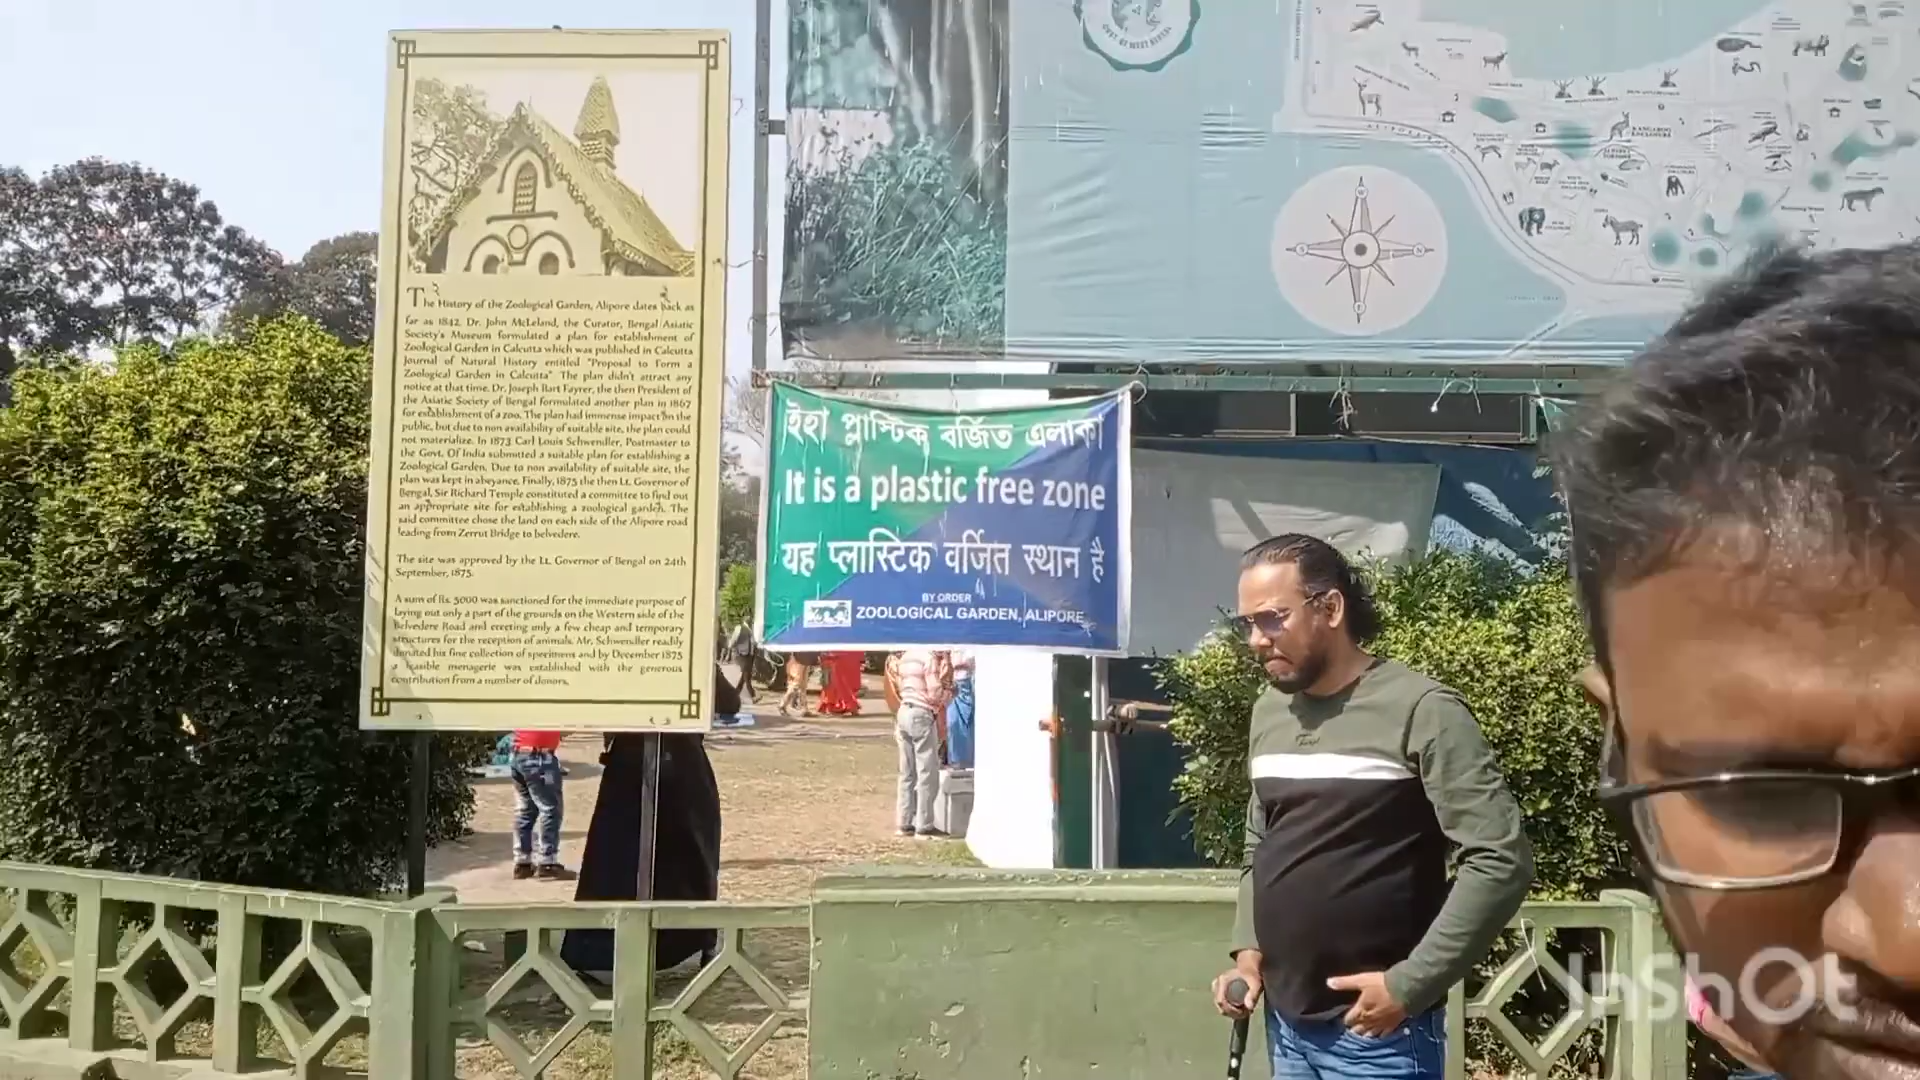 The History of the Zoological Garden, Alipore dates back as
far as 1842. Dr. John McLeland, the Curator, Bengal Asiatic
Society's Museum formulated a plan for establishment of
Zoological Garden in Calcutta which was published in Calcutta
Journal of Natural History entitled "Proposal to Form a
Zoological Garden in Calcutta" The plan didn't attract any
notice at that time. Dr. Joseph Bart Fayrer, the then President of
the Asiatic Society of Bengal formulated another plan in 1867
for establishment of a zoo. The plan had immense impact on the
public, but due to non availability of suitable site, the plan could
not materialize. In 1873 Carl Louis Schwendler, Postmaster to
the Govt. Of India submitted a suitable plan for establishing a
Zoological Garden. Due to non availability of suitable site, the
plan was kept in abeyance. Finally, 1875 the then Lt. Governor of
Bengal, Sir Richard Temple constituted a committee to find out
an appropriate site for establishing a zoological garden. The
said committee chose the land on each side of the Alipore road
leading from Zerrut Bridge to belvedere.
The site was approved by the Lt. Governor of Bengal on 24th
September, 1875.
A sum of Rs. 5000 was sanctioned for the immediate purpose of
laying out only a part of the grounds on the Western side of the
Belvedere Road and erecting only a few cheap and temporary
structures for the reception of animals. Mr. Schwendler readily
donated his fine collection of specimens and by December 1875
a feasible menagerie was established with the generous
contribution from a number of donors.
ইহা প্লাস্টিক বর্জিত এলাকা
It is a plastic free zone
यह प्लास्टिक वर्जित स्थान है
BY ORDER
ZOOLOGICAL GARDEN, ALIPORE
GOVT. OF WEST BENGAL
KANGAROO
ENCLOSURE
InShOt